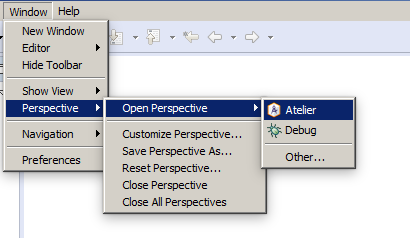 Window Help
New Window
Editor
Hide Toolbar
Show View
Perspective
Navigation
Preferences
Open Perspective
Customize Perspective...
Save Perspective As...
Reset Perspective...
Close Perspective
Close All Perspectives
Atelier
Debug
Other...